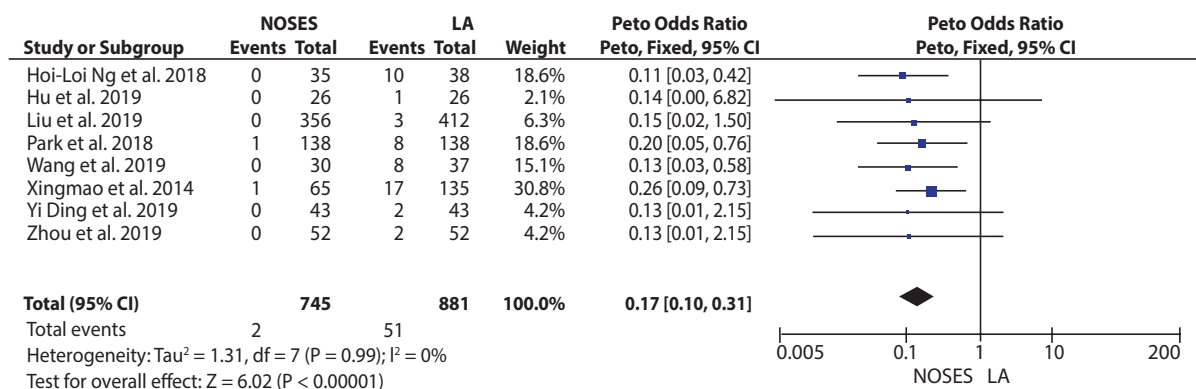 NOSES LA Peto Odds Ratio Peto Odds Ratio
Study or Subgroup Events Total Events Total Weight Peto, Fixed, 95% CI Peto, Fixed, 95% CI
Hoi-Loi Ng et al. 2018 0 35 10 38 18.6% 0.11 [0.03, 0.42]
Hu et al. 2019 0 26 1 26 2.1% 0.14 [0.00, 6.82]
Liu et al. 2019 0 356 3 412 6.3% 0.15 [0.02, 1.50]
Park et al. 2018 1 138 8 138 18.6% 0.20 [0.05, 0.76]
Wang et al. 2019 0 30 8 37 15.1% 0.13 [0.03, 0.58]
Xingmao et al. 2014 1 65 17 135 30.8% 0.26 [0.09, 0.73]
Yi Ding et al. 2019 0 43 2 43 4.2% 0.13 [0.01, 2.15]
Zhou et al. 2019 0 52 2 52 4.2% 0.13 [0.01, 2.15]
Total (95% CI) 745 881 100.0% 0.17 [0.10, 0.31]
Total events 2 51
Heterogeneity: Tau² = 1.31, df = 7 (P = 0.99); I² = 0%
Test for overall effect: Z = 6.02 (P < 0.00001)
0.005 0.1 1 10 200
NOSES LA